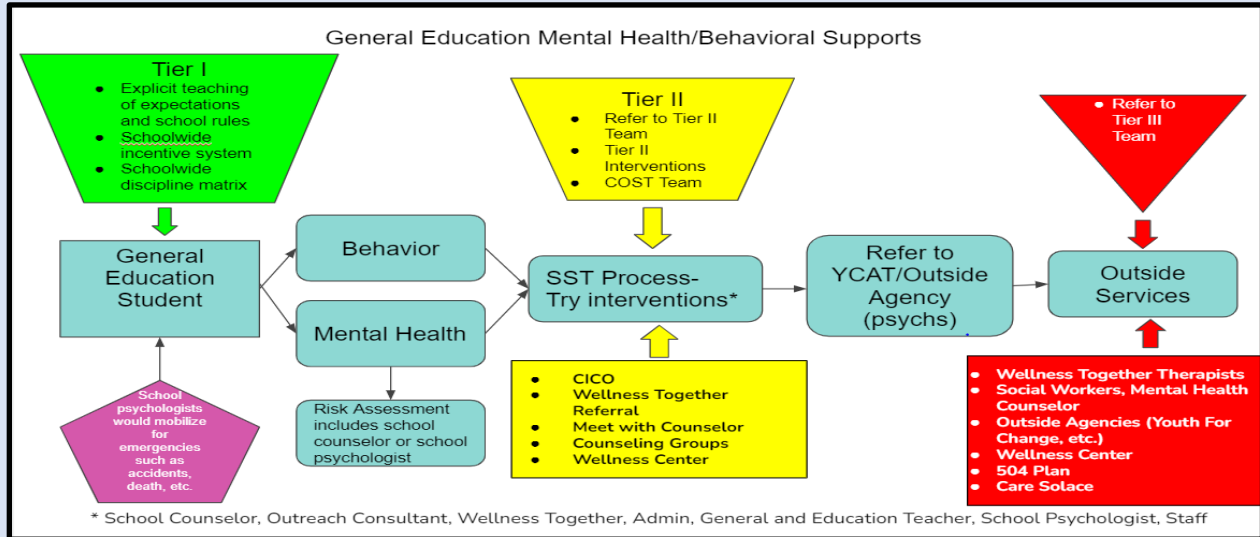 General Education Mental Health/Behavioral Supports
Tier I
● Explicit teaching
of expectations
and school rules
● Schoolwide
incentive system
● Schoolwide
discipline matrix
Tier II
● Refer to Tier II
Team
● Tier II
Interventions
● COST Team
● Refer to
Tier III
Team
General
Education
Student
Behavior
Mental Health
Risk Assessment
includes school
counselor or school
psychologist
SST Process-
Try interventions*
Refer to
YCAT/Outside
Agency
(psychs)
Outside
Services
School
psychologists
would mobilize
for
emergencies
such as
accidents,
death, etc.
● CICO
● Wellness Together
Referral
● Meet with Counselor
● Counseling Groups
● Wellness Center
● Wellness Together Therapists
● Social Workers, Mental Health
Counselor
● Outside Agencies (Youth For
Change, etc.)
● Wellness Center
● 504 Plan
● Care Solace
* School Counselor, Outreach Consultant, Wellness Together, Admin, General and Education Teacher, School Psychologist, Staff